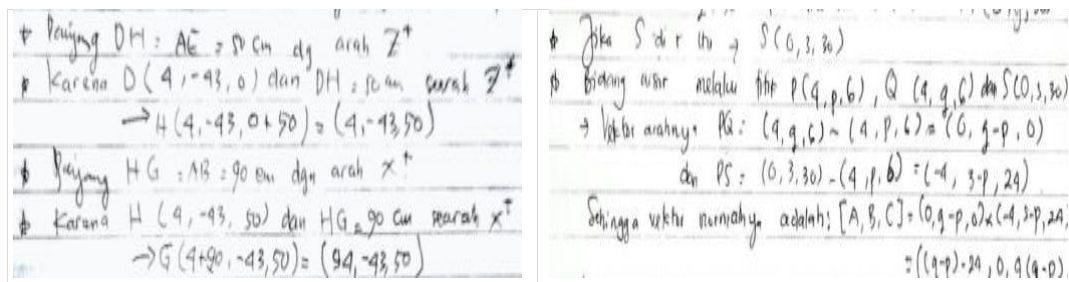 Panjang DH = AE = 50 cm dg arah Z⁺
Karena D(4, -43, 0) dan DH = 50 cm searah Z⁺
→ H(4, -43, 0+50) = (4, -43, 50)
Panjang HG = AB = 90 cm dgn arah x⁺
Karena H (4, -43, 50) dan HG = 90 cm searah x⁺
→ G(4+90, -43, 50) = (94, -43, 50)
Jika S di r itu → S(0, 3, 30)
Bidang irisan melalui titik P(4, p, 6), Q (4, q, 6) dan S(0, 3, 30)
→ Vektor arahnya PQ = (4, q, 6) - (4, p, 6) = (0, q-p, 0)
dan PS = (0, 3, 30) - (4, p, 6) = (-4, 3-p, 24)
Sehingga vektor normalnya adalah: [A, B, C] = (0, q-p, 0) x (-4, 3-p, 24)
= ((q-p)·24, 0, 4(q-p)